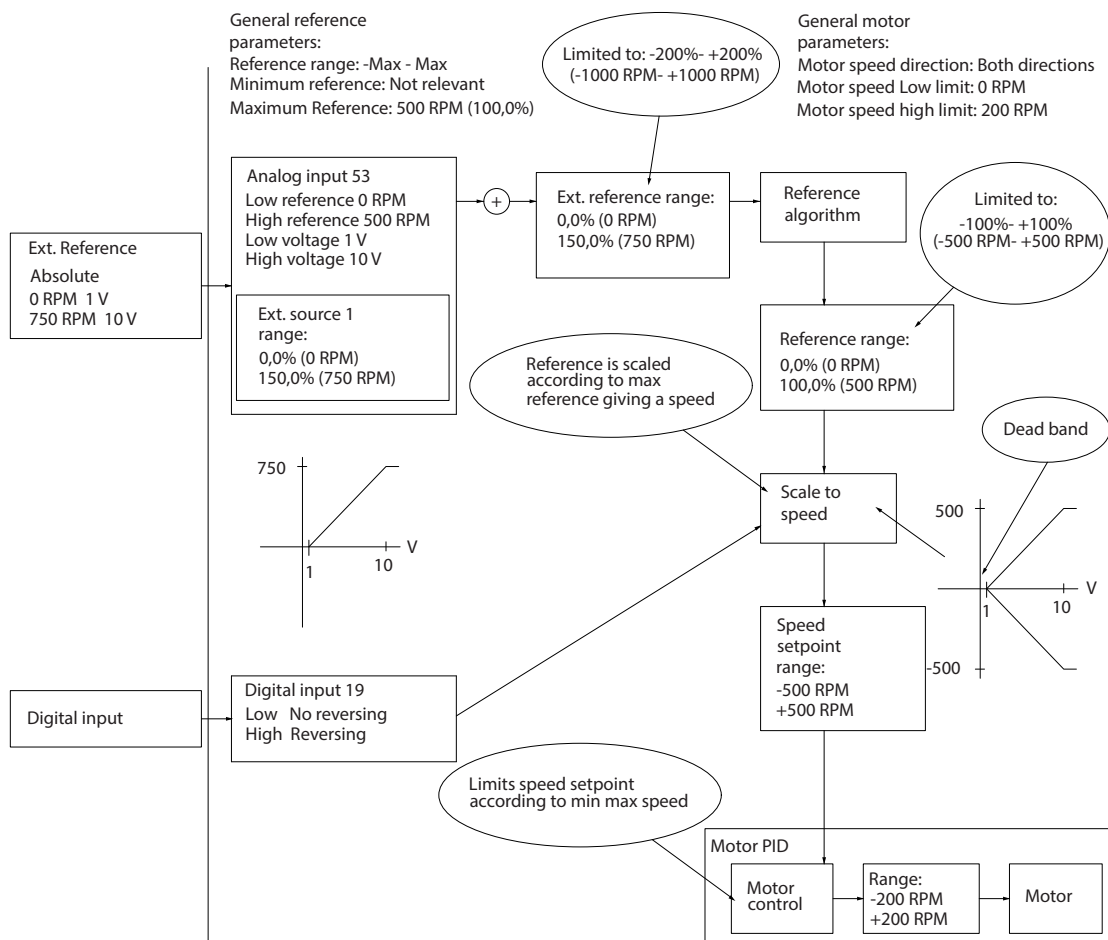 General reference
parameters:
Reference range: -Max - Max
Minimum reference: Not relevant
Maximum Reference: 500 RPM (100,0%)
Limited to: -200%- +200%
(-1000 RPM- +1000 RPM)
General motor
parameters:
Motor speed direction: Both directions
Motor speed Low limit: 0 RPM
Motor speed high limit: 200 RPM
Ext. Reference
Absolute
0 RPM 1 V
750 RPM 10 V
Analog input 53
Low reference 0 RPM
High reference 500 RPM
Low voltage 1 V
High voltage 10 V
Ext. source 1
range:
0,0% (0 RPM)
150,0% (750 RPM)
+
Ext. reference range:
0,0% (0 RPM)
150,0% (750 RPM)
Reference
algorithm
Limited to:
-100%- +100%
(-500 RPM- +500 RPM)
Reference range:
0,0% (0 RPM)
100,0% (500 RPM)
Reference is scaled
according to max
reference giving a speed
Dead band
750
V
1
10
Scale to
speed
500
V
1
10
-500
Speed
setpoint
range:
-500 RPM
+500 RPM
Digital input
Digital input 19
Low No reversing
High Reversing
Limits speed setpoint
according to min max speed
Motor PID
Motor
control
Range:
-200 RPM
+200 RPM
Motor